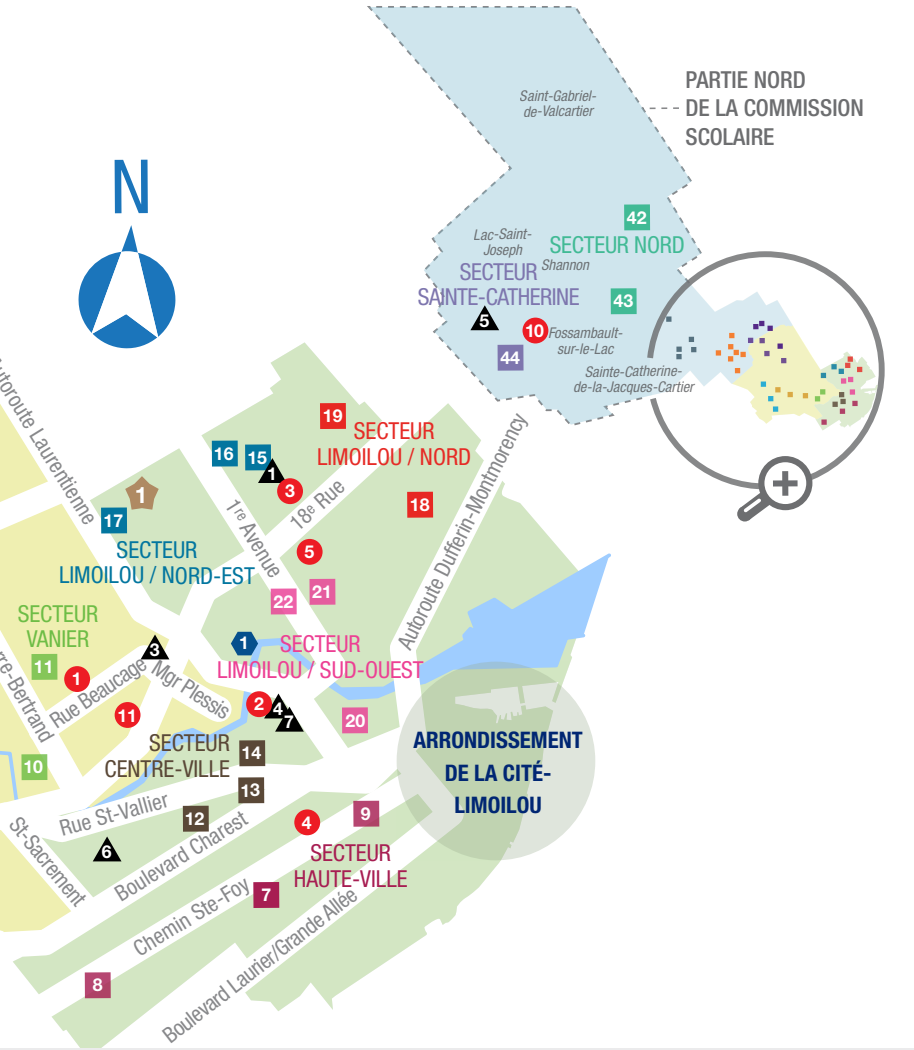 Saint-Gabriel-
de-Valcartier
PARTIE NORD
DE LA COMMISSION
SCOLAIRE
N
42
Lac-Saint-
Joseph
SECTEUR NORD
Shannon
SECTEUR
SAINTE-CATHERINE
43
5
10
Fossambault-
sur-le-Lac
44
Sainte-Catherine-
de-la-Jacques-Cartier
Autoroute Laurentienne
19
SECTEUR
LIMOILOU / NORD
16
15
1
3
18e Rue
1
1re Avenue
18
17
Autoroute Dufferin-Montmorency
SECTEUR
LIMOILOU / NORD-EST
5
21
22
SECTEUR
VANIER
1
SECTEUR
LIMOILOU / SUD-OUEST
3
11
1
Rue Beaucage
Mgr Plessis
11
2
4
7
20
ARRONDISSEMENT
DE LA CITÉ-
LIMOILOU
SECTEUR
CENTRE-VILLE
14
10
13
Rue St-Vallier
12
4
9
St-Sacrement
6
Boulevard Charest
SECTEUR
HAUTE-VILLE
7
Chemin Ste-Foy
Boulevard Laurier/Grande Allée
8